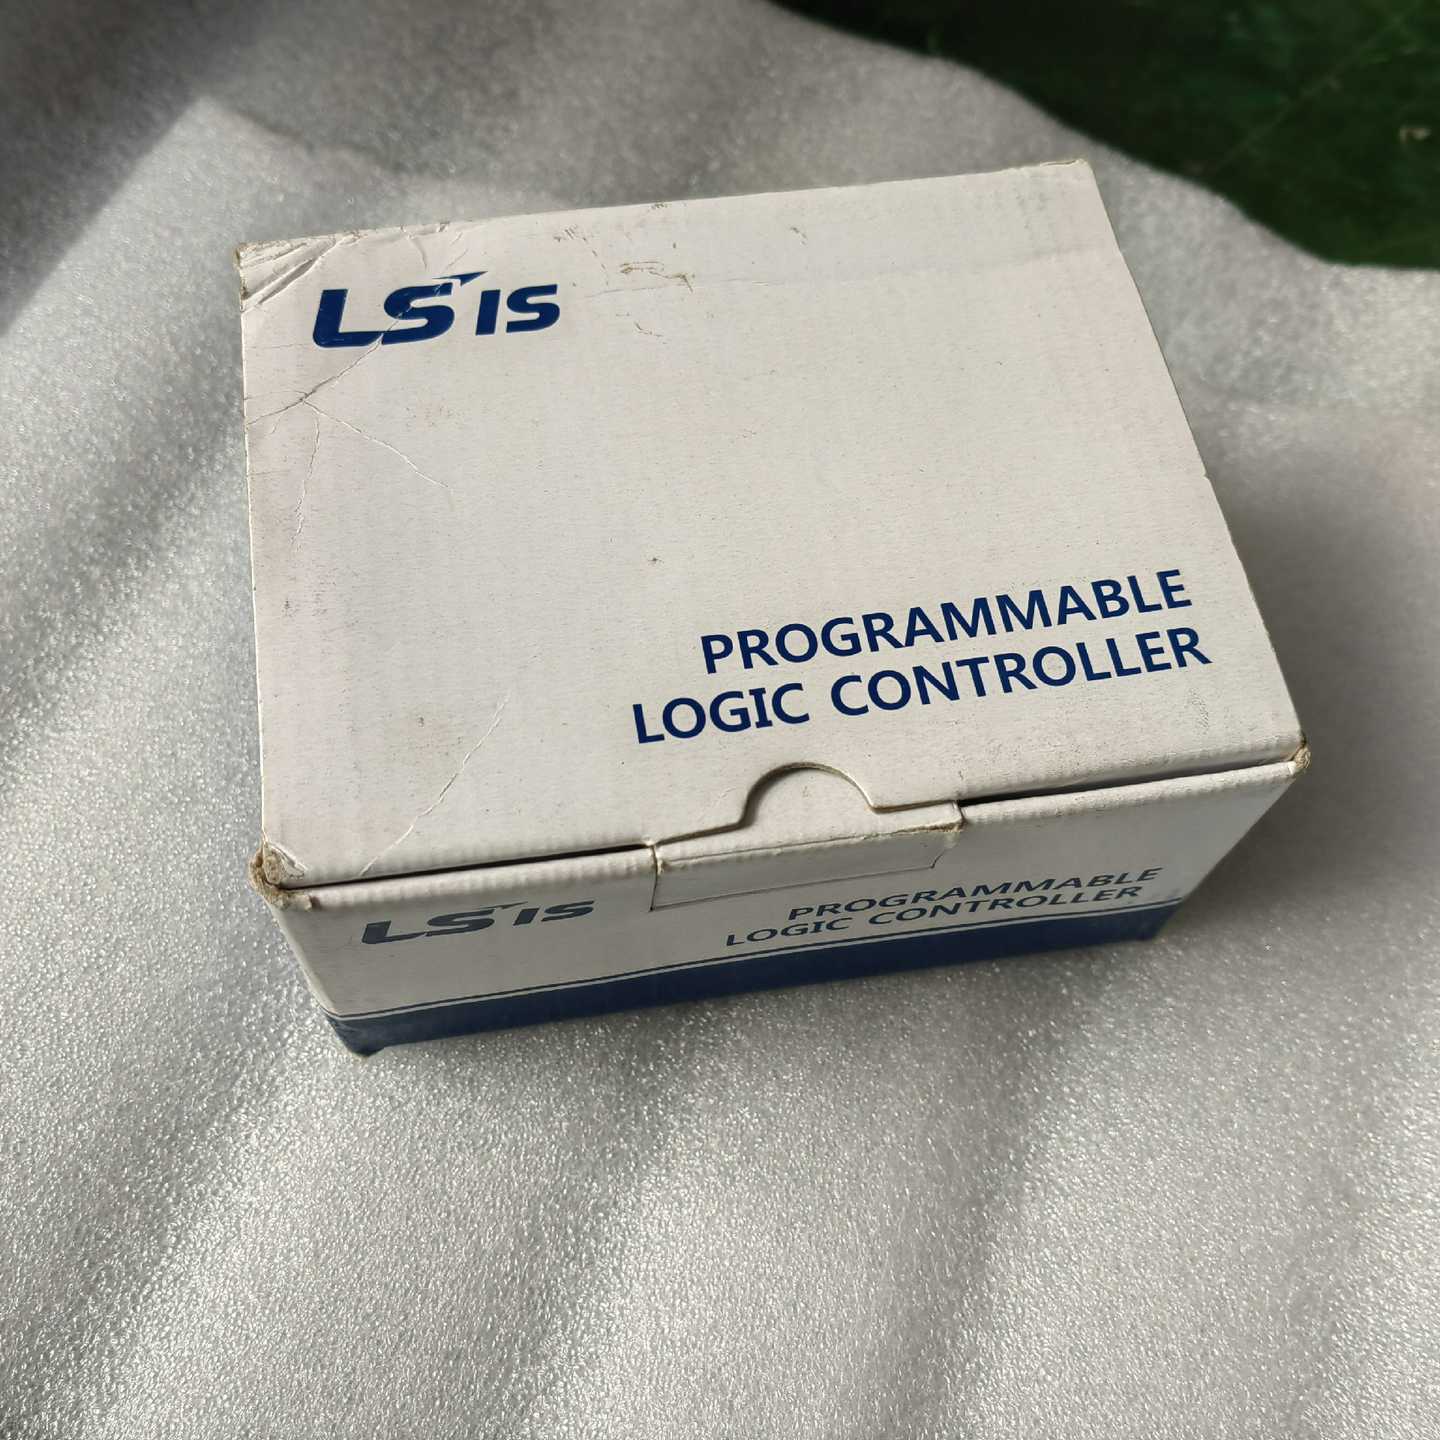 LS IS
PROGRAMMABLE
LOGIC CONTROLLER
LS IS
PROGRAMMABLE
LOGIC CONTROLLER